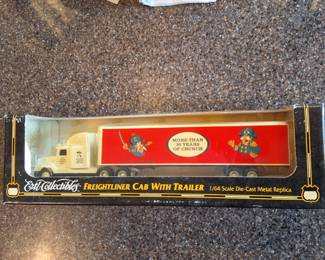 MORE THAN
30 YEARS
OF CRUNCH
Ertl Collectibles
FREIGHTLINER CAB WITH TRAILER
1/64 Scale Die-Cast Metal Replica